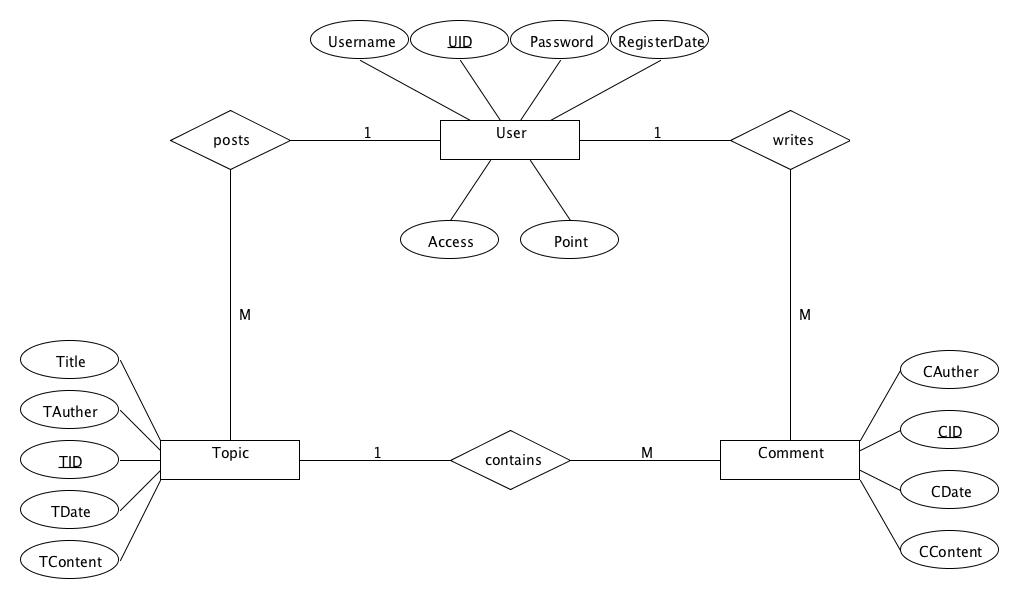 Username
UID
Password
RegisterDate
posts
1
User
1
writes
Access
Point
M
M
Title
TAuther
TID
TDate
TContent
Topic
1
contains
M
Comment
CAuther
CID
CDate
CContent